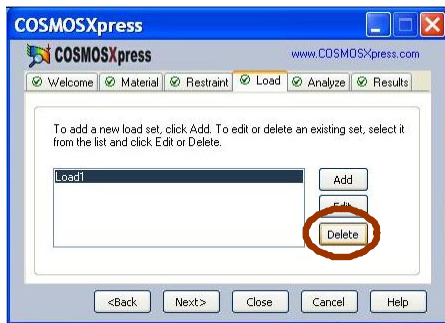 COSMOSXpress
COSMOSXpress
www.COSMOSXpress.com
Welcome Material Restraint Load Analyze Results
To add a new load set, click Add. To edit or delete an existing set, select it
from the list and click Edit or Delete.
Load1
Add
Edit
Delete
<Back Next> Close Cancel Help